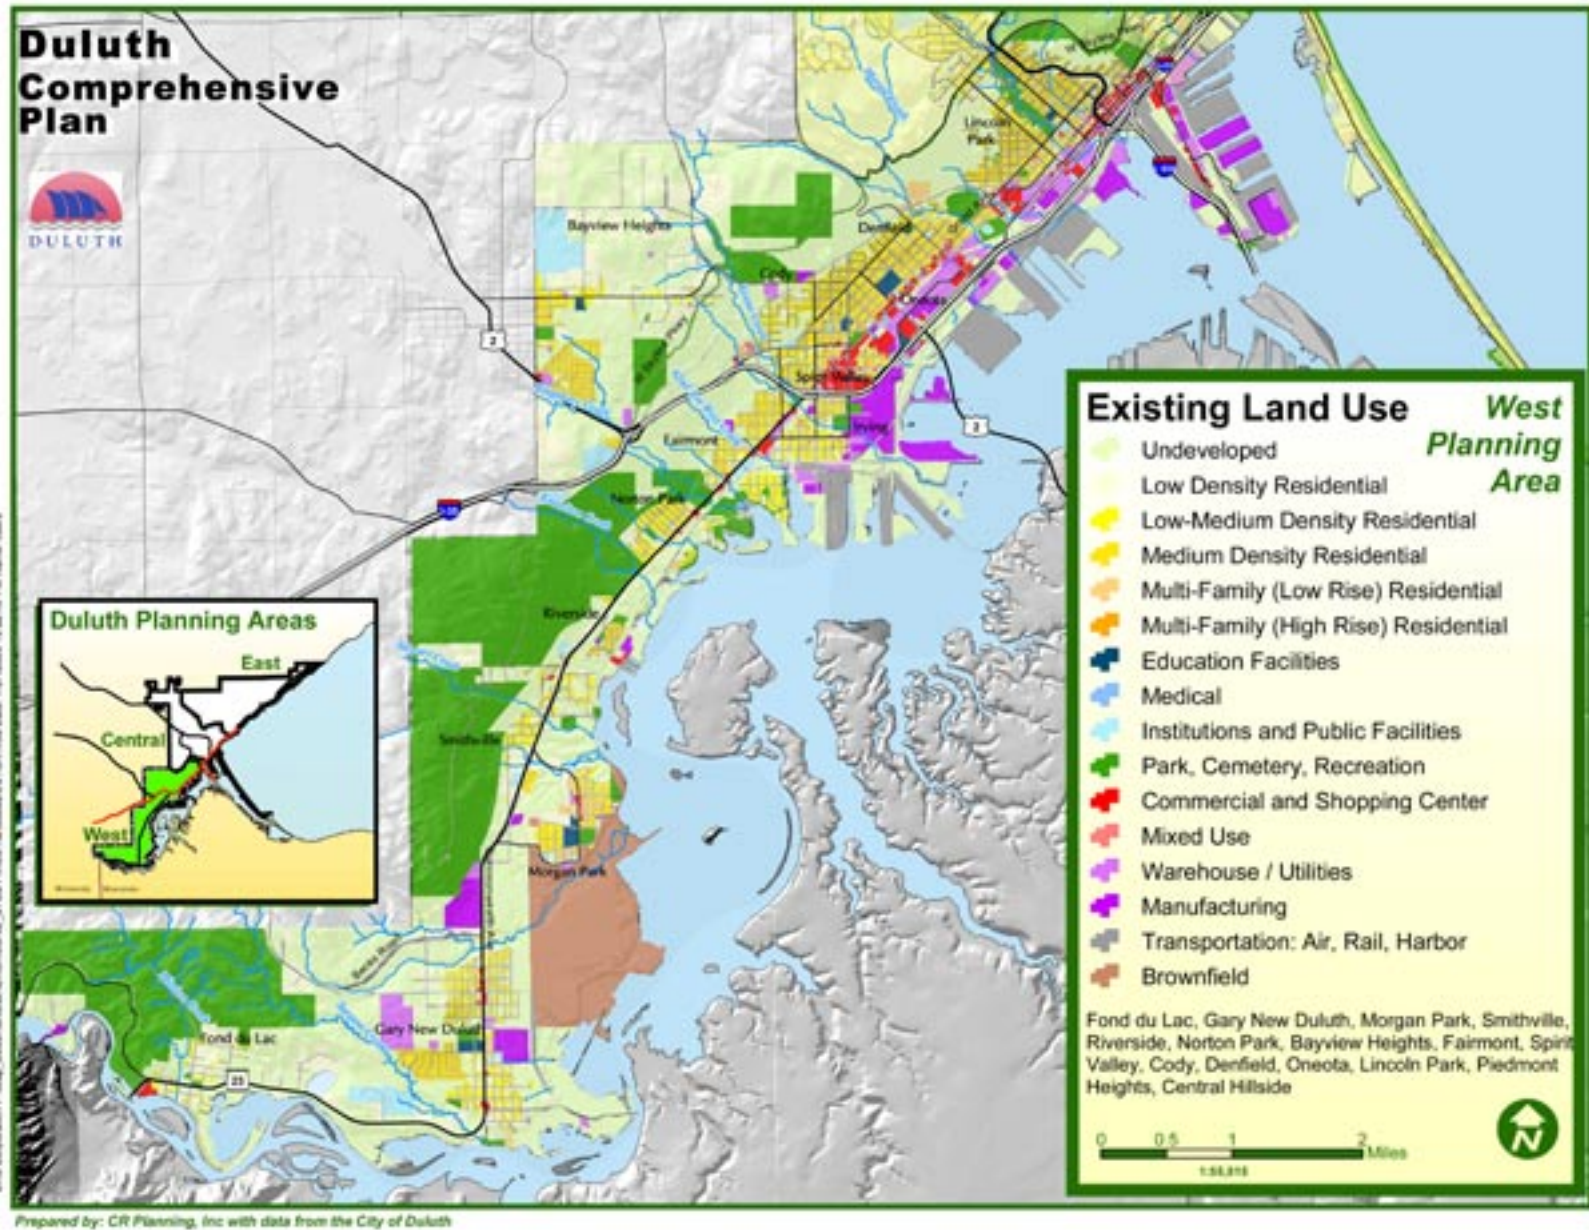 Duluth
Comprehensive
Plan
DULUTH
Lincoln
Park
Bayview Heights
Denfield
Cody
Oneota
2
Spirit Valley
Irving
2
Fairmont
Norton Park
Riverside
Smithville
Morgan Park
Gary New Duluth
Fond du Lac
23
Duluth Planning Areas
East
Central
West
Existing Land Use
West
Planning
Area
Undeveloped
Low Density Residential
Low-Medium Density Residential
Medium Density Residential
Multi-Family (Low Rise) Residential
Multi-Family (High Rise) Residential
Education Facilities
Medical
Institutions and Public Facilities
Park, Cemetery, Recreation
Commercial and Shopping Center
Mixed Use
Warehouse / Utilities
Manufacturing
Transportation: Air, Rail, Harbor
Brownfield
Fond du Lac, Gary New Duluth, Morgan Park, Smithville,
Riverside, Norton Park, Bayview Heights, Fairmont, Spirit
Valley, Cody, Denfield, Oneota, Lincoln Park, Piedmont
Heights, Central Hillside
0 0.5 1 2 Miles
N
Prepared by: CR Planning, Inc with data from the City of Duluth